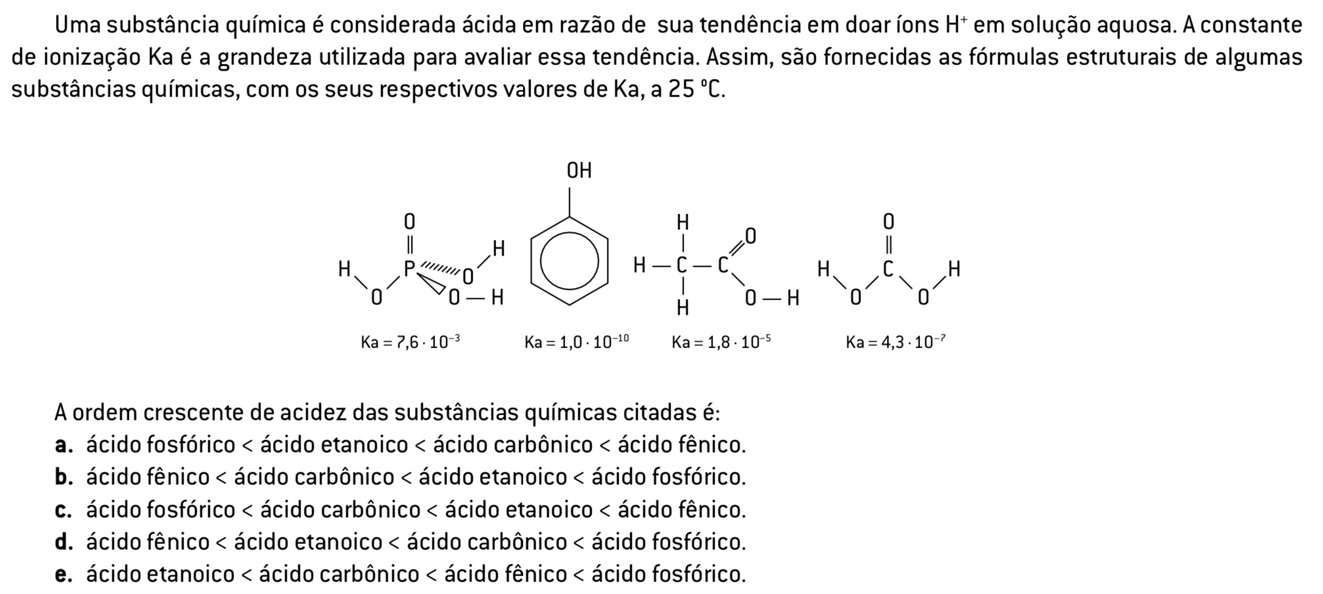 Uma substância química é considerada ácida em razão de sua tendência em doar íons H⁺ em solução aquosa. A constante
de ionização Ka é a grandeza utilizada para avaliar essa tendência. Assim, são fornecidas as fórmulas estruturais de algumas
substâncias químicas, com os seus respectivos valores de Ka, a 25 ºC.
OH
O
H
O
H
O
H
P
O
H
H — C — C
H
O
C
H
O
O — H
H
O — H
O
O
Ka = 7,6 · 10⁻³ Ka = 1,0 · 10⁻¹⁰ Ka = 1,8 · 10⁻⁵ Ka = 4,3 · 10⁻⁷
A ordem crescente de acidez das substâncias químicas citadas é:
a. ácido fosfórico < ácido etanoico < ácido carbônico < ácido fênico.
b. ácido fênico < ácido carbônico < ácido etanoico < ácido fosfórico.
c. ácido fosfórico < ácido carbônico < ácido etanoico < ácido fênico.
d. ácido fênico < ácido etanoico < ácido carbônico < ácido fosfórico.
e. ácido etanoico < ácido carbônico < ácido fênico < ácido fosfórico.